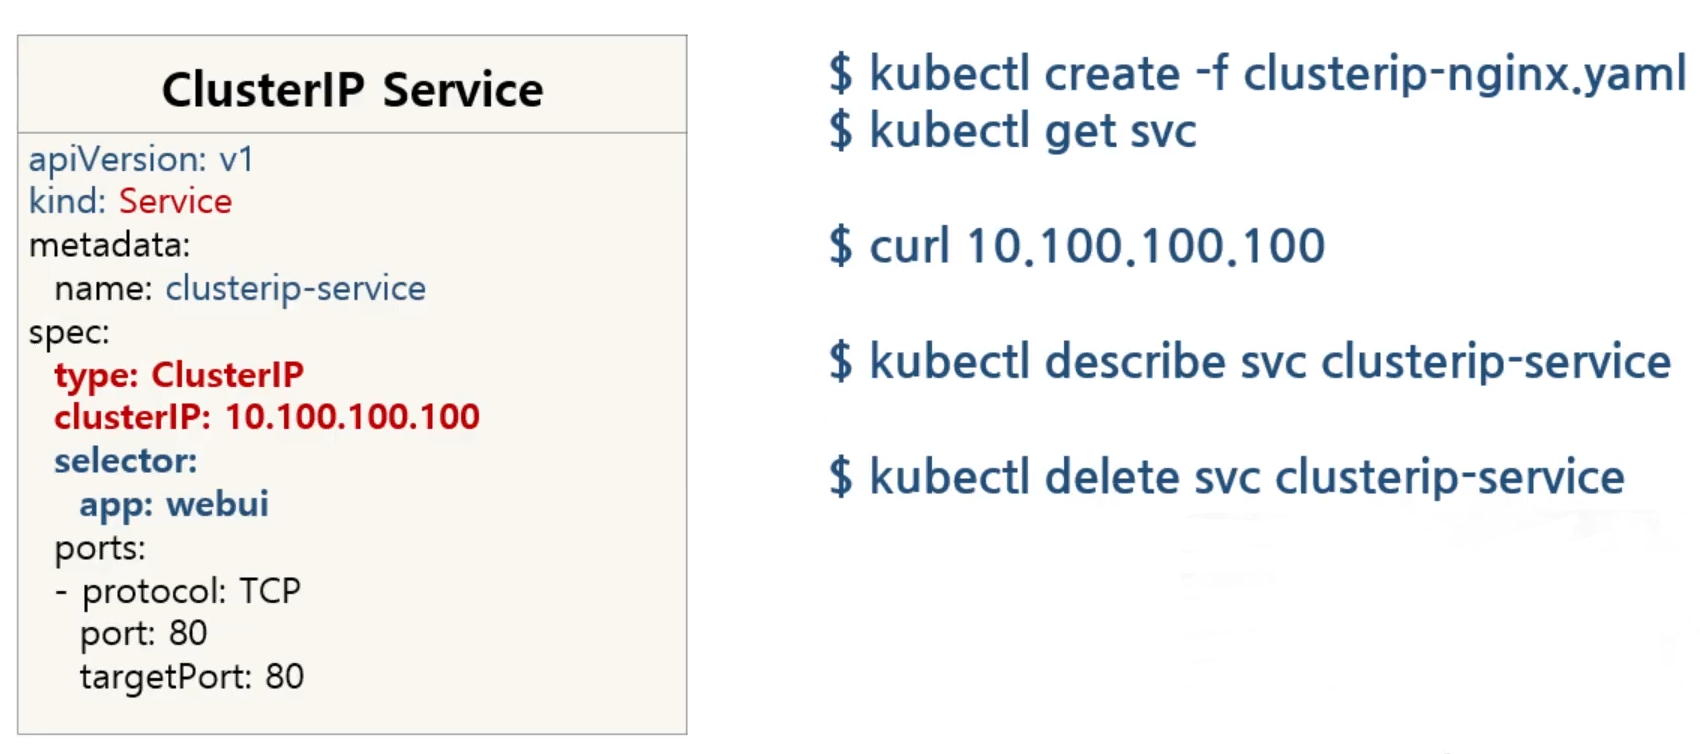 ClusterIP Service
apiVersion: v1
kind: Service
metadata:
  name: clusterip-service
spec:
  type: ClusterIP
  clusterIP: 10.100.100.100
  selector:
    app: webui
  ports:
  - protocol: TCP
    port: 80
    targetPort: 80
$ kubectl create -f clusterip-nginx.yaml
$ kubectl get svc
$ curl 10.100.100.100
$ kubectl describe svc clusterip-service
$ kubectl delete svc clusterip-service